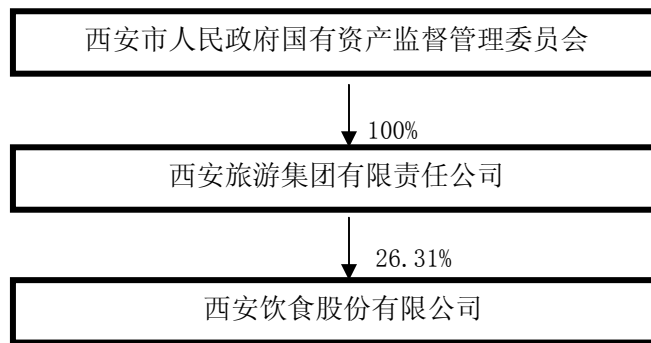 西安市人民政府国有资产监督管理委员会
100%
西安旅游集团有限责任公司
26.31%
西安饮食股份有限公司